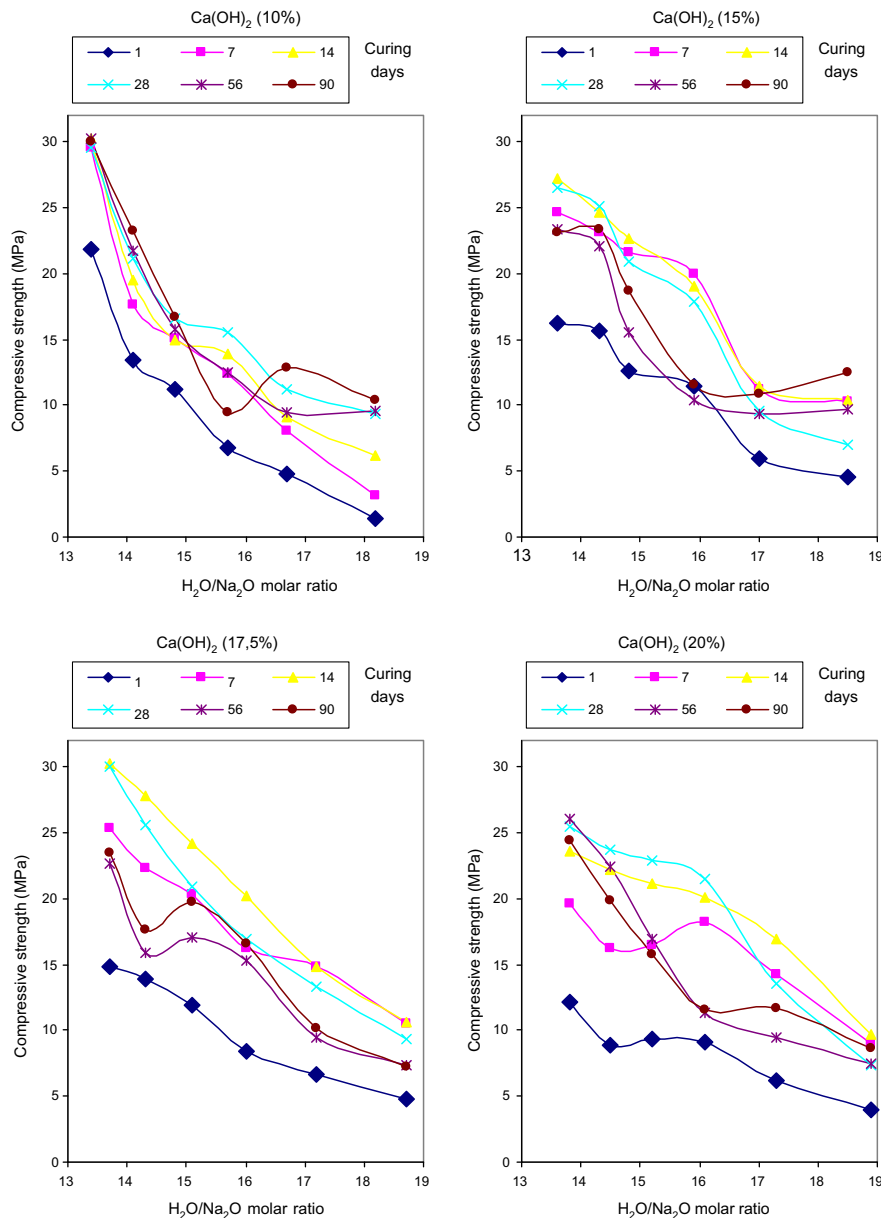 Ca(OH)₂ (10%)
1 7 14 Curing
28 56 90 days
30
25
20
15
10
5
0
13 14 15 16 17 18 19
Compressive strength (MPa)
H₂O/Na₂O molar ratio
Ca(OH)₂ (15%)
1 7 14 Curing
28 56 90 days
30
25
20
15
10
5
0
13 14 15 16 17 18 19
Compressive strength (MPa)
H₂O/Na₂O molar ratio
Ca(OH)₂ (17,5%)
1 7 14 Curing
28 56 90 days
30
25
20
15
10
5
0
13 14 15 16 17 18 19
Compressive strength (MPa)
H₂O/Na₂O molar ratio
Ca(OH)₂ (20%)
1 7 14 Curing
28 56 90 days
30
25
20
15
10
5
0
13 14 15 16 17 18 19
Compressive strength (MPa)
H₂O/Na₂O molar ratio